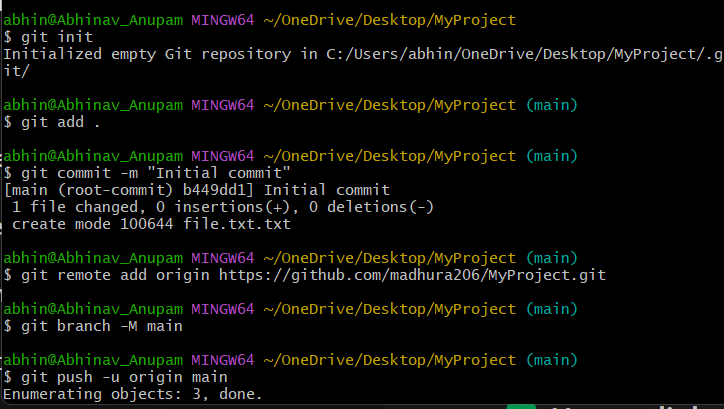 abhin@Abhinav_Anupam MINGW64 ~/OneDrive/Desktop/MyProject
$ git init
Initialized empty Git repository in C:/Users/abhin/OneDrive/Desktop/MyProject/.g
it/
abhin@Abhinav_Anupam MINGW64 ~/OneDrive/Desktop/MyProject (main)
$ git add .
abhin@Abhinav_Anupam MINGW64 ~/OneDrive/Desktop/MyProject (main)
$ git commit -m "Initial commit"
[main (root-commit) b449dd1] Initial commit
 1 file changed, 0 insertions(+), 0 deletions(-)
 create mode 100644 file.txt.txt
abhin@Abhinav_Anupam MINGW64 ~/OneDrive/Desktop/MyProject (main)
$ git remote add origin https://github.com/madhura206/MyProject.git
abhin@Abhinav_Anupam MINGW64 ~/OneDrive/Desktop/MyProject (main)
$ git branch -M main
abhin@Abhinav_Anupam MINGW64 ~/OneDrive/Desktop/MyProject (main)
$ git push -u origin main
Enumerating objects: 3, done.